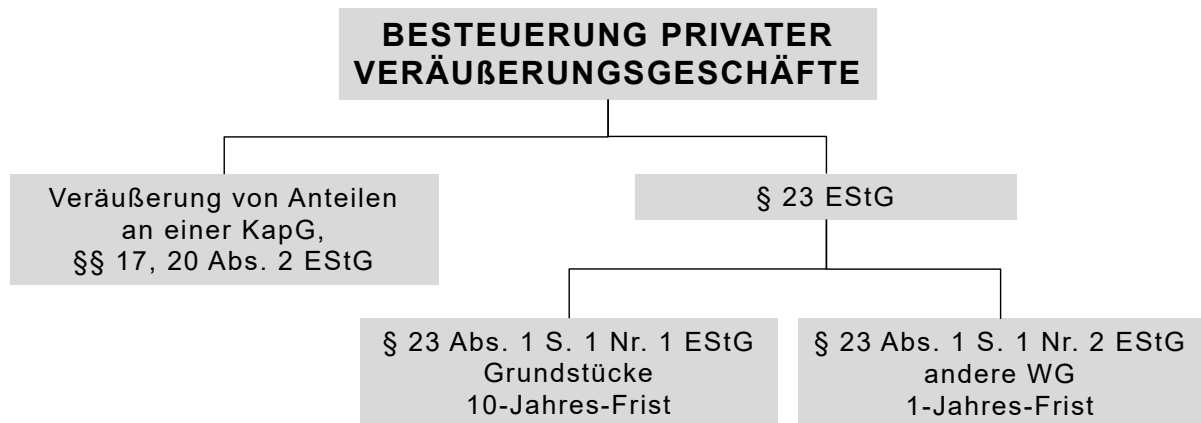 BESTEUERUNG PRIVATER
VERÄUßERUNGSGESCHÄFTE
Veräußerung von Anteilen
an einer KapG,
§§ 17, 20 Abs. 2 EStG
§ 23 EStG
§ 23 Abs. 1 S. 1 Nr. 1 EStG
Grundstücke
10-Jahres-Frist
§ 23 Abs. 1 S. 1 Nr. 2 EStG
andere WG
1-Jahres-Frist